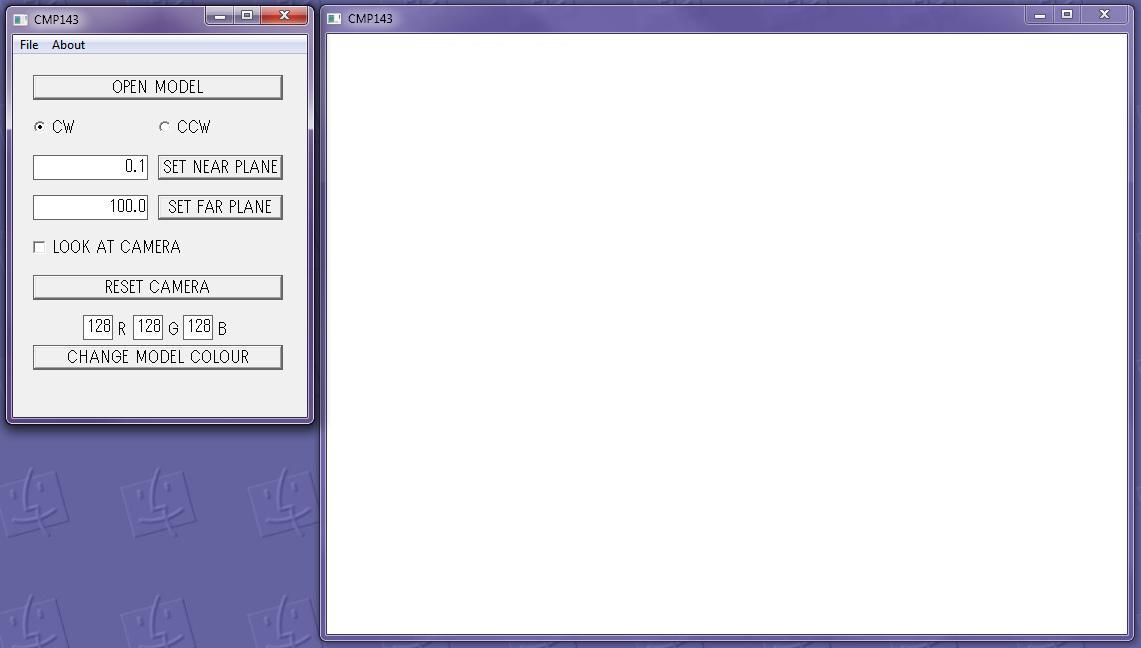 CMP143
File About
OPEN MODEL
CW CCW
0.1 SET NEAR PLANE
100.0 SET FAR PLANE
LOOK AT CAMERA
RESET CAMERA
128 R 128 G 128 B
CHANGE MODEL COLOUR
CMP143